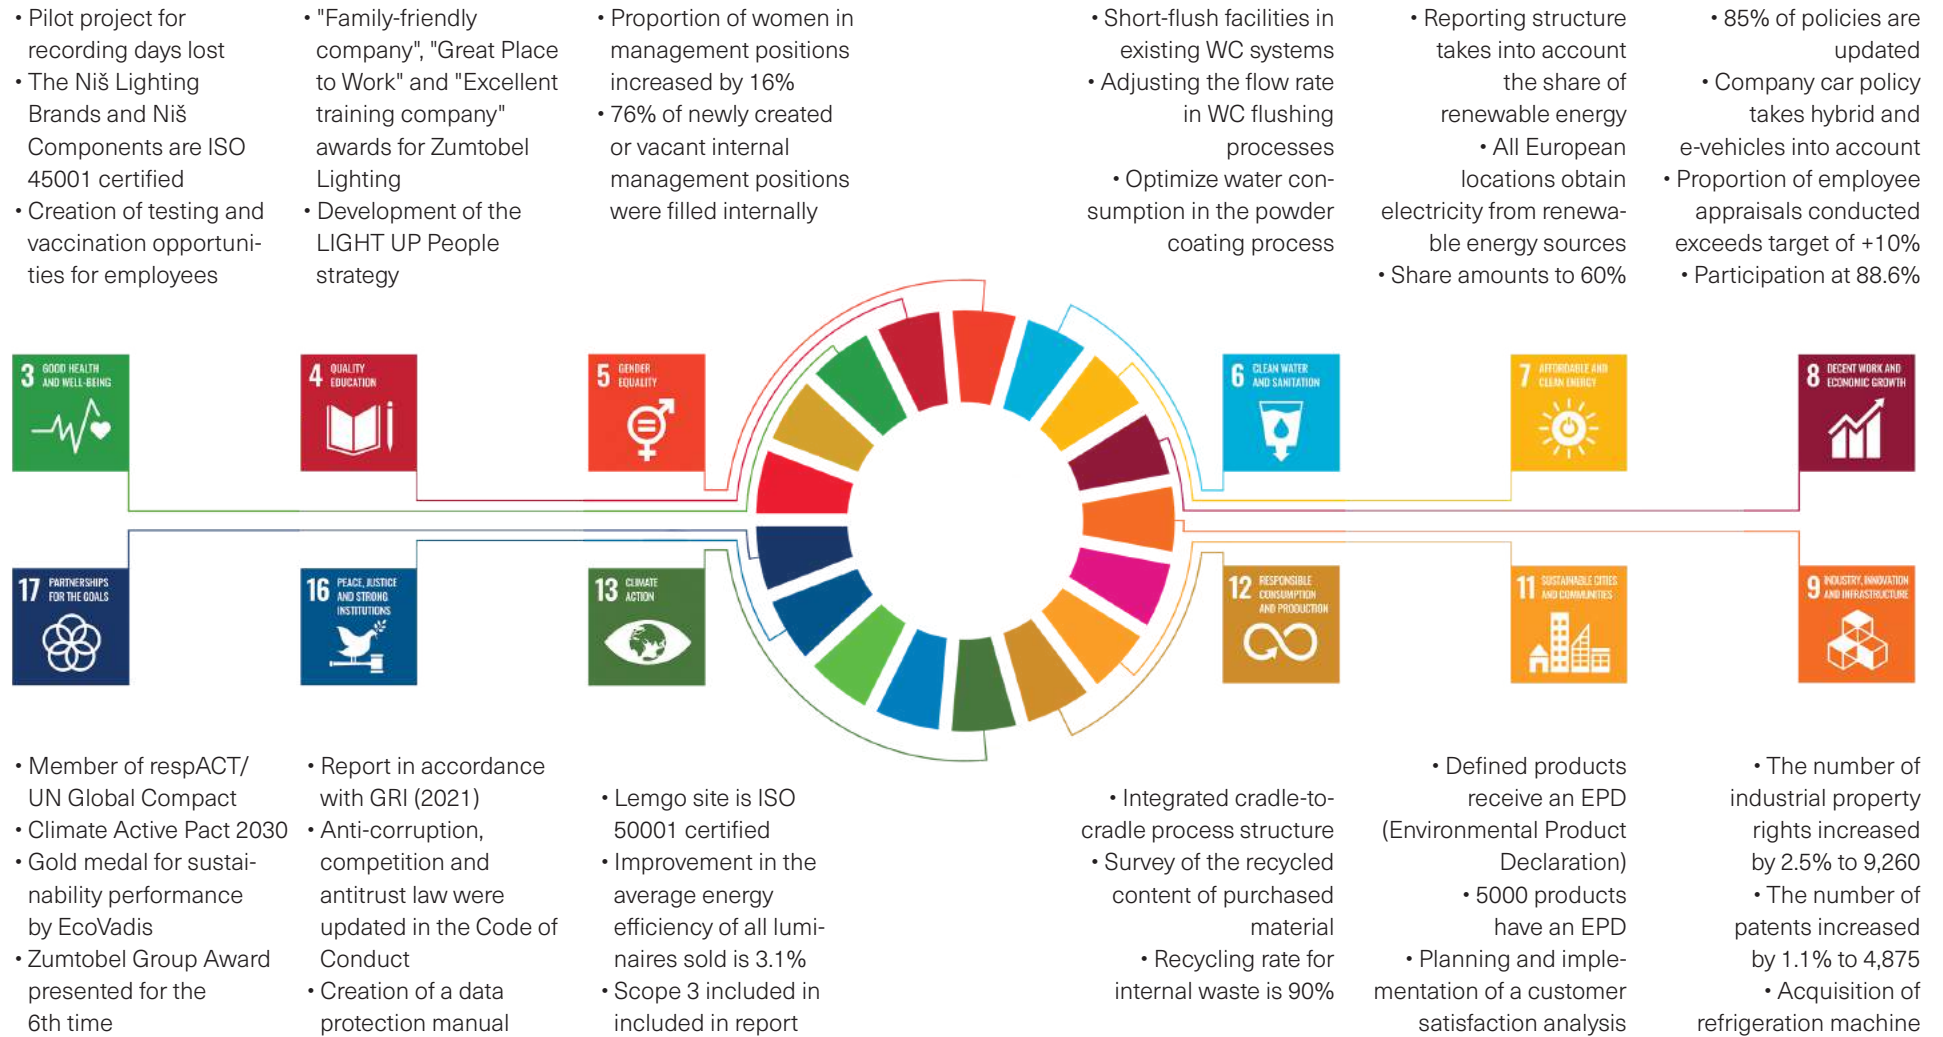 • Pilot project for
recording days lost
• The Niš Lighting
Brands and Niš
Components are ISO
45001 certified
• Creation of testing and
vaccination opportuni-
ties for employees
• "Family-friendly
company", "Great Place
to Work" and "Excellent
training company"
awards for Zumtobel
Lighting
• Development of the
LIGHT UP People
strategy
• Proportion of women in
management positions
increased by 16%
• 76% of newly created
or vacant internal
management positions
were filled internally
• Short-flush facilities in
existing WC systems
• Adjusting the flow rate
in WC flushing
processes
• Optimize water con-
sumption in the powder
coating process
• Reporting structure
takes into account
the share of
renewable energy
• All European
locations obtain
electricity from renewa-
ble energy sources
• Share amounts to 60%
• 85% of policies are
updated
• Company car policy
takes hybrid and
e-vehicles into account
• Proportion of employee
appraisals conducted
exceeds target of +10%
• Participation at 88.6%
3 GOOD HEALTH
AND WELL-BEING
4 QUALITY
EDUCATION
5 GENDER
EQUALITY
6 CLEAN WATER
AND SANITATION
7 AFFORDABLE AND
CLEAN ENERGY
8 DECENT WORK AND
ECONOMIC GROWTH
17 PARTNERSHIPS
FOR THE GOALS
16 PEACE, JUSTICE
AND STRONG
INSTITUTIONS
13 CLIMATE
ACTION
12 RESPONSIBLE
CONSUMPTION
AND PRODUCTION
11 SUSTAINABLE CITIES
AND COMMUNITIES
9 INDUSTRY, INNOVATION
AND INFRASTRUCTURE
• Member of respACT/
UN Global Compact
• Climate Active Pact 2030
• Gold medal for sustai-
nability performance
by EcoVadis
• Zumtobel Group Award
presented for the
6th time
• Report in accordance
with GRI (2021)
• Anti-corruption,
competition and
antitrust law were
updated in the Code of
Conduct
• Creation of a data
protection manual
• Lemgo site is ISO
50001 certified
• Improvement in the
average energy
efficiency of all lumi-
naires sold is 3.1%
• Scope 3 included in
included in report
• Integrated cradle-to-
cradle process structure
• Survey of the recycled
content of purchased
material
• Recycling rate for
internal waste is 90%
• Defined products
receive an EPD
(Environmental Product
Declaration)
• 5000 products
have an EPD
• Planning and imple-
mentation of a customer
satisfaction analysis
• The number of
industrial property
rights increased
by 2.5% to 9,260
• The number of
patents increased
by 1.1% to 4,875
• Acquisition of
refrigeration machine